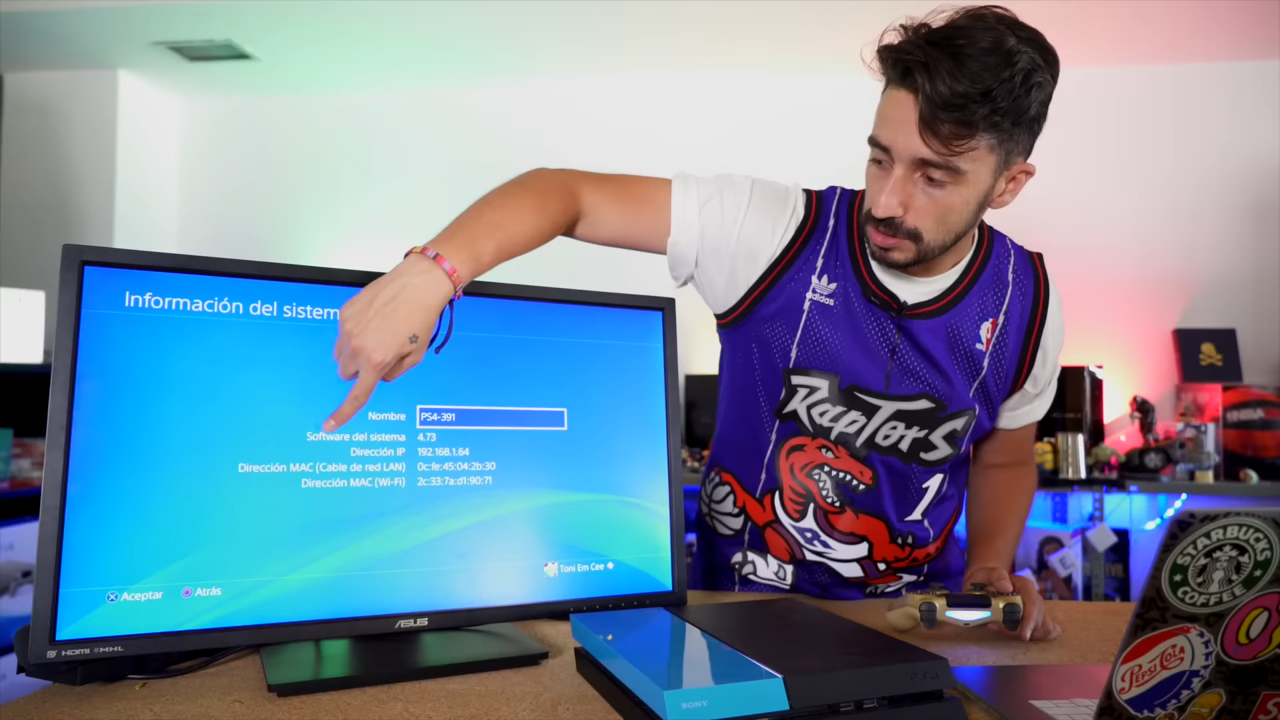 Información del sistem
Nombre PS4-391
Software del sistema 4.73
Dirección IP 192.168.1.64
Dirección MAC (Cable de red LAN) 0c:fe:45:04:2b:30
Dirección MAC (Wi-Fi) 2c:33:7a:d1:90:71
Toni Em Cee
Aceptar Atrás
ASUS
HDMI MHL
adidas
RAPTORS
1
SONY
PS4
NBA
STARBUCKS
COFFEE
PEPSI-COLA